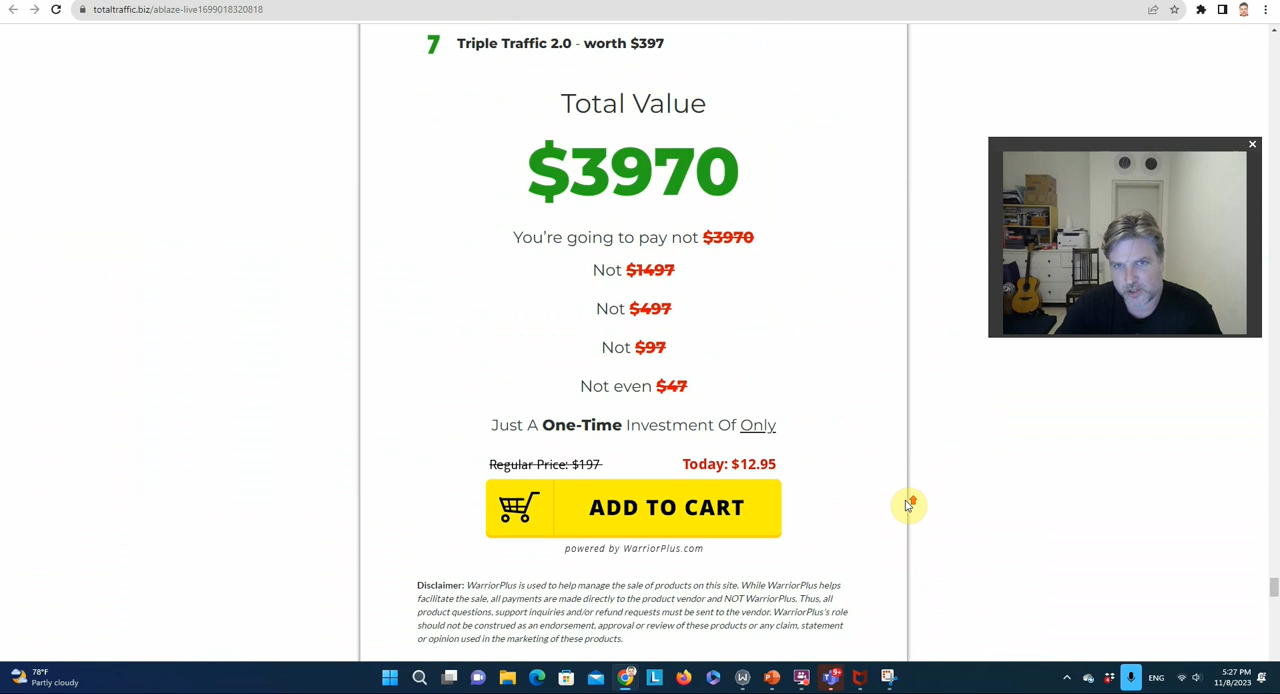 totaltraffic.biz/ablaze-live1699018320818
7 Triple Traffic 2.0 - worth $397
Total Value
$3970
You're going to pay not $3970
Not $1497
Not $497
Not $97
Not even $47
Just A One-Time Investment Of Only
Regular Price: $197 Today: $12.95
ADD TO CART
powered by WarriorPlus.com
Disclaimer: WarriorPlus is used to help manage the sale of products on this site. While WarriorPlus helps
facilitate the sale, all payments are made directly to the product vendor and NOT WarriorPlus. Thus, all
product questions, support inquiries and/or refund requests must be sent to the vendor. WarriorPlus's role
should not be construed as an endorsement, approval or review of these products or any claim, statement
or opinion used in the marketing of these products.
78°F
Partly cloudy
ENG
5:27 PM
11/8/2023